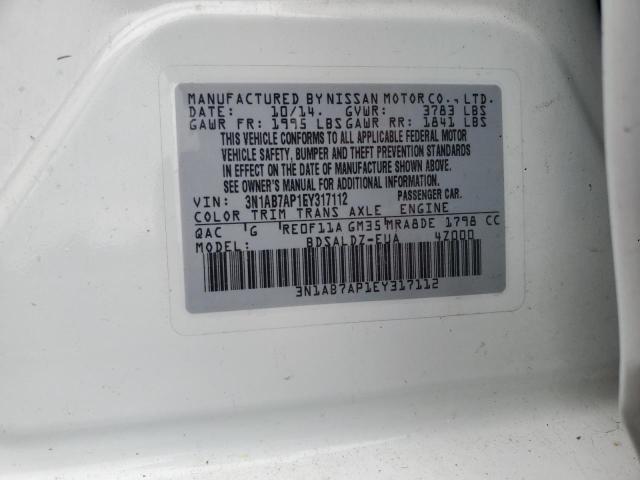 MANUFACTURED BY NISSAN MOTOR CO., LTD.
DATE: 10/14. GVWR: 3783 LBS
GAWR FR: 1995 LBS GAWR RR: 1841 LBS
THIS VEHICLE CONFORMS TO ALL APPLICABLE FEDERAL MOTOR
VEHICLE SAFETY, BUMPER AND THEFT PREVENTION STANDARDS
IN EFFECT ON THE DATE OF MANUFACTURE SHOWN ABOVE.
SEE OWNER'S MANUAL FOR ADDITIONAL INFORMATION.
VIN: 3N1AB7AP1EY317112 PASSENGER CAR.
COLOR TRIM TRANS AXLE ENGINE
QAC G RE0F11A GM35 MRA8DE 1798 CC
MODEL: BDSALDZ-EUA 4Z000
3N1AB7AP1EY317112